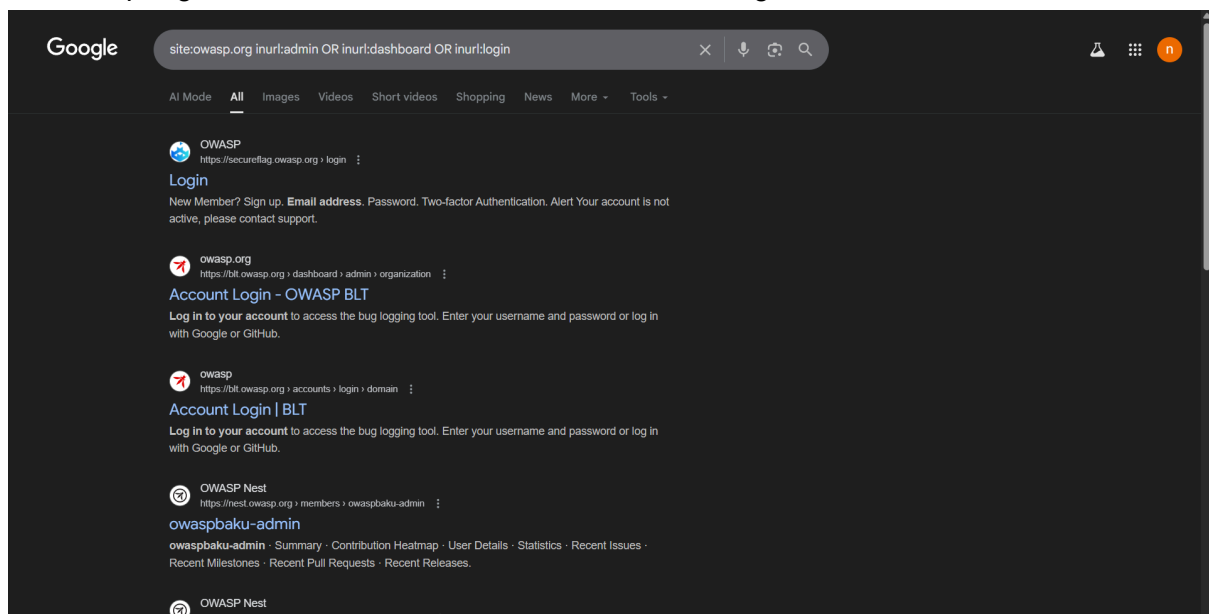 Google
site:owasp.org inurl:admin OR inurl:dashboard OR inurl:login
n
AI Mode All Images Videos Short videos Shopping News More Tools
OWASP
https://secureflag.owasp.org › login
Login
New Member? Sign up. Email address. Password. Two-factor Authentication. Alert Your account is not
active, please contact support.
owasp.org
https://blt.owasp.org › dashboard › admin › organization
Account Login - OWASP BLT
Log in to your account to access the bug logging tool. Enter your username and password or log in
with Google or GitHub.
owasp
https://blt.owasp.org › accounts › login › domain
Account Login | BLT
Log in to your account to access the bug logging tool. Enter your username and password or log in
with Google or GitHub.
OWASP Nest
https://nest.owasp.org › members › owaspbaku-admin
owaspbaku-admin
owaspbaku-admin · Summary · Contribution Heatmap · User Details · Statistics · Recent Issues ·
Recent Milestones · Recent Pull Requests · Recent Releases.
OWASP Nest